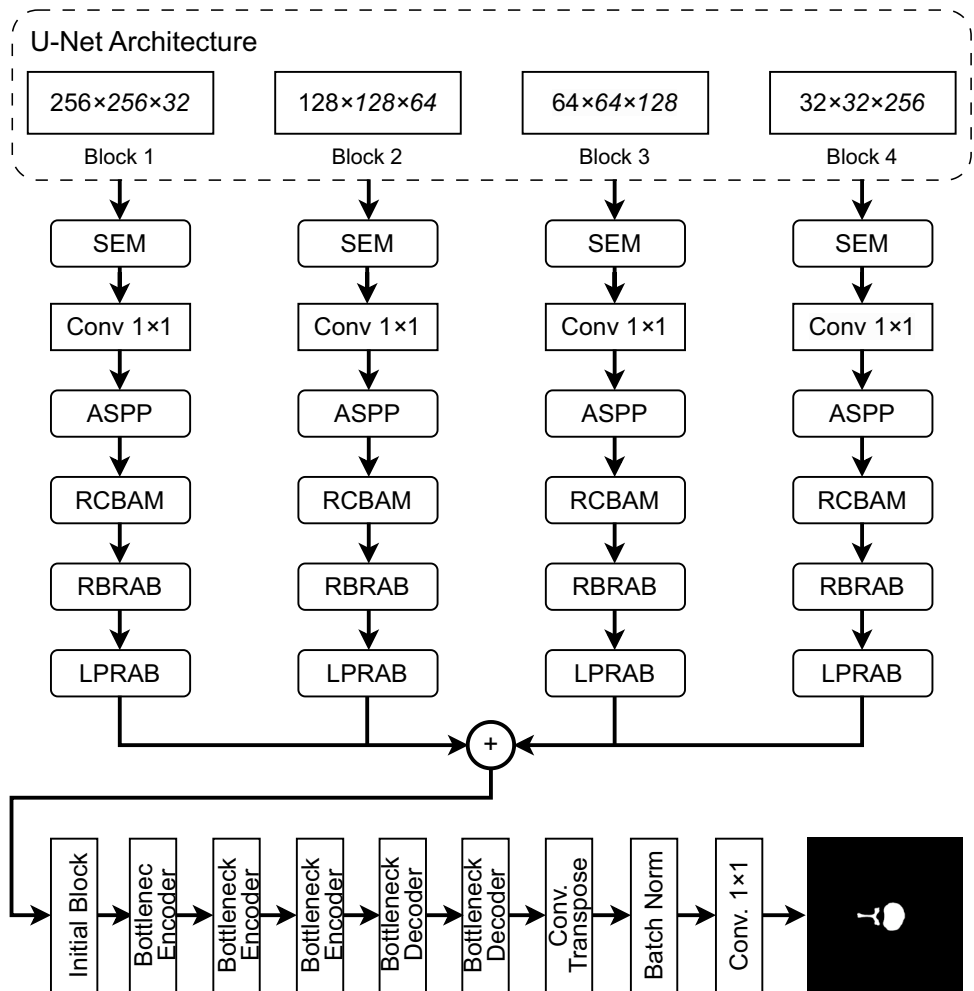 U-Net Architecture
256×256×32
128×128×64
64×64×128
32×32×256
Block 1
Block 2
Block 3
Block 4
SEM
SEM
SEM
SEM
Conv 1×1
Conv 1×1
Conv 1×1
Conv 1×1
ASPP
ASPP
ASPP
ASPP
RCBAM
RCBAM
RCBAM
RCBAM
RBRAB
RBRAB
RBRAB
RBRAB
LPRAB
LPRAB
LPRAB
LPRAB
+
Initial Block
Bottlenec
Encoder
Bottleneck
Encoder
Bottleneck
Encoder
Bottleneck
Decoder
Bottleneck
Decoder
Conv.
Transpose
Batch Norm
Conv. 1×1